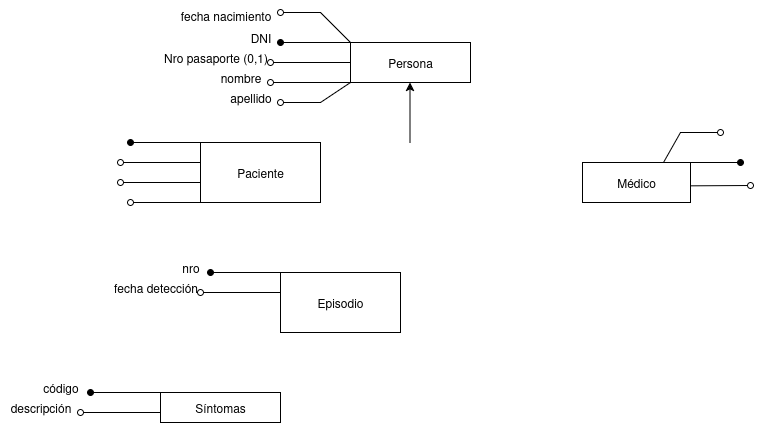 fecha nacimiento
DNI
Nro pasaporte (0,1)
nombre
apellido
Persona
Paciente
Médico
nro
fecha detección
Episodio
código
descripción
Síntomas